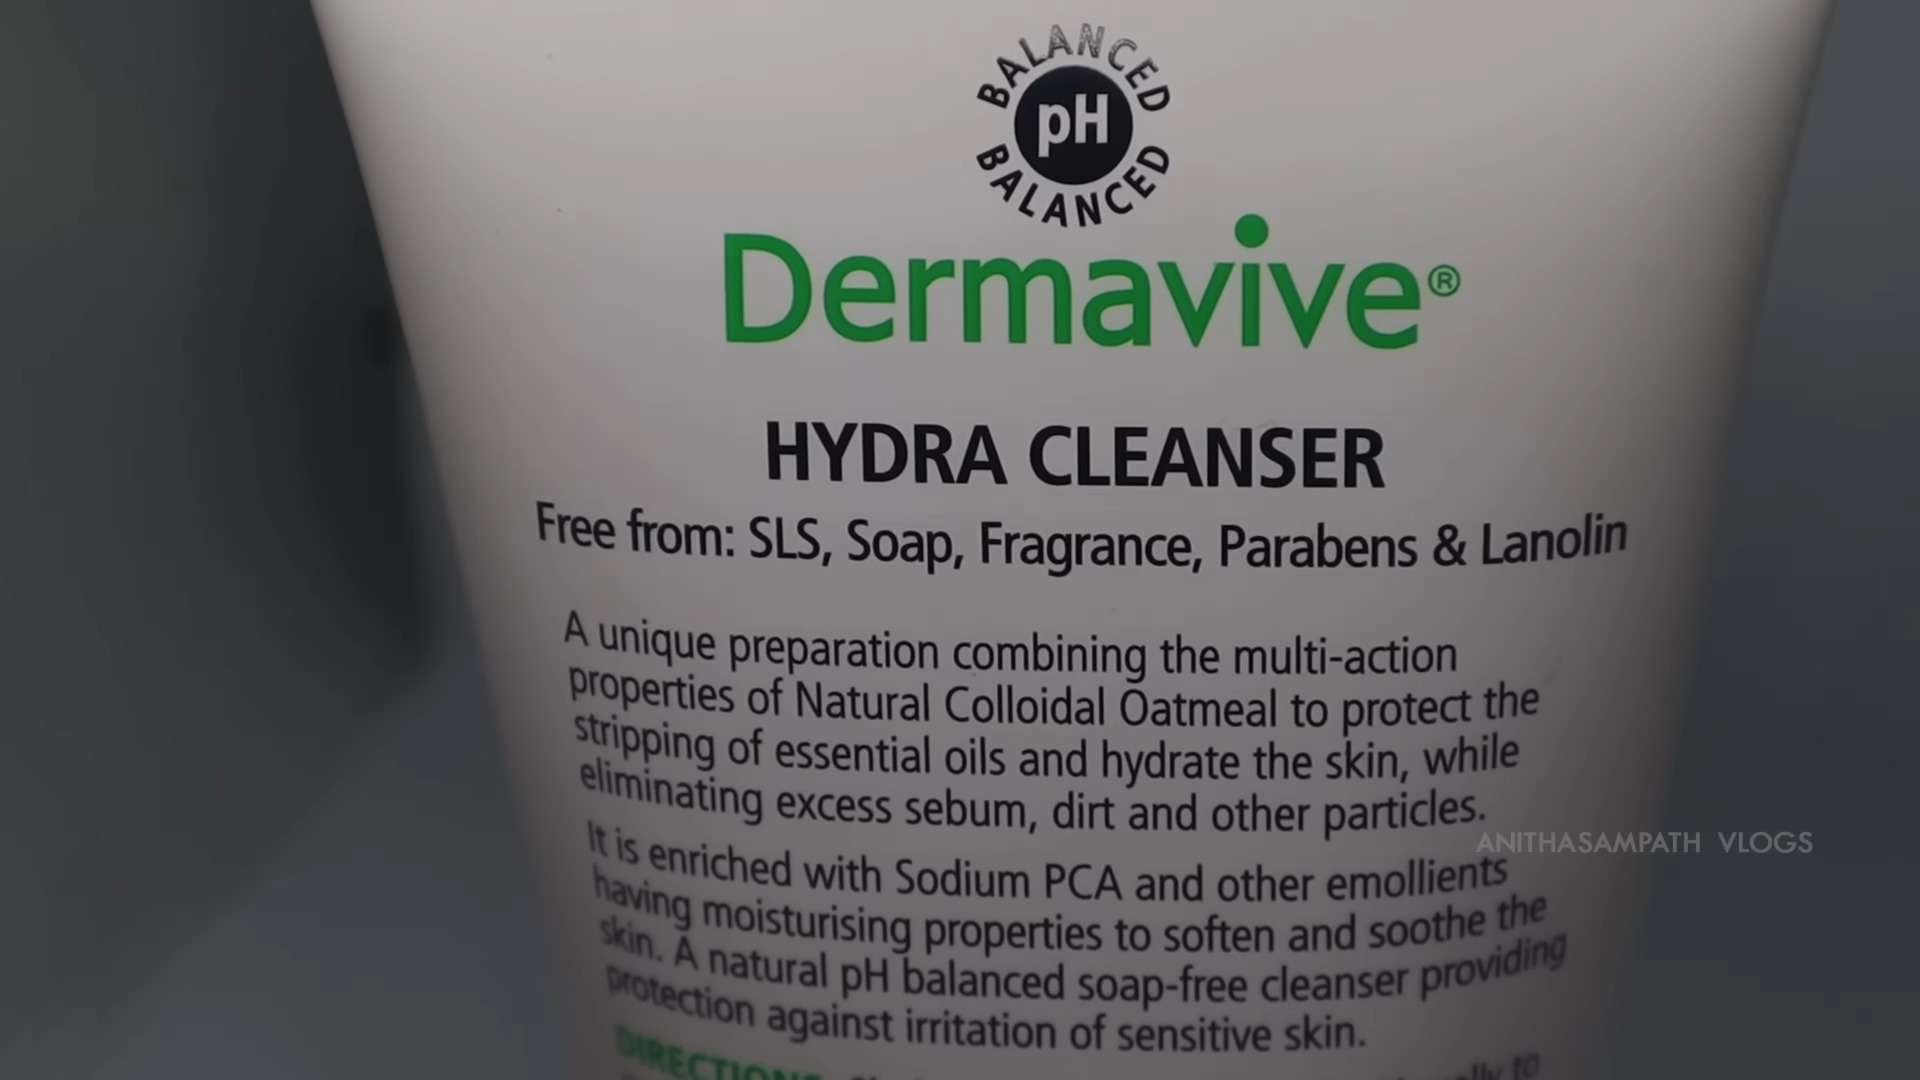 BALANCED
pH
BALANCED
Dermavive®
HYDRA CLEANSER
Free from: SLS, Soap, Fragrance, Parabens & Lanolin
A unique preparation combining the multi-action
properties of Natural Colloidal Oatmeal to protect the
stripping of essential oils and hydrate the skin, while
eliminating excess sebum, dirt and other particles.
ANITHASAMPATH VLOGS
It is enriched with Sodium PCA and other emollients
having moisturising properties to soften and soothe the
skin. A natural pH balanced soap-free cleanser providing
protection against irritation of sensitive skin.
DIRECTIONS
to